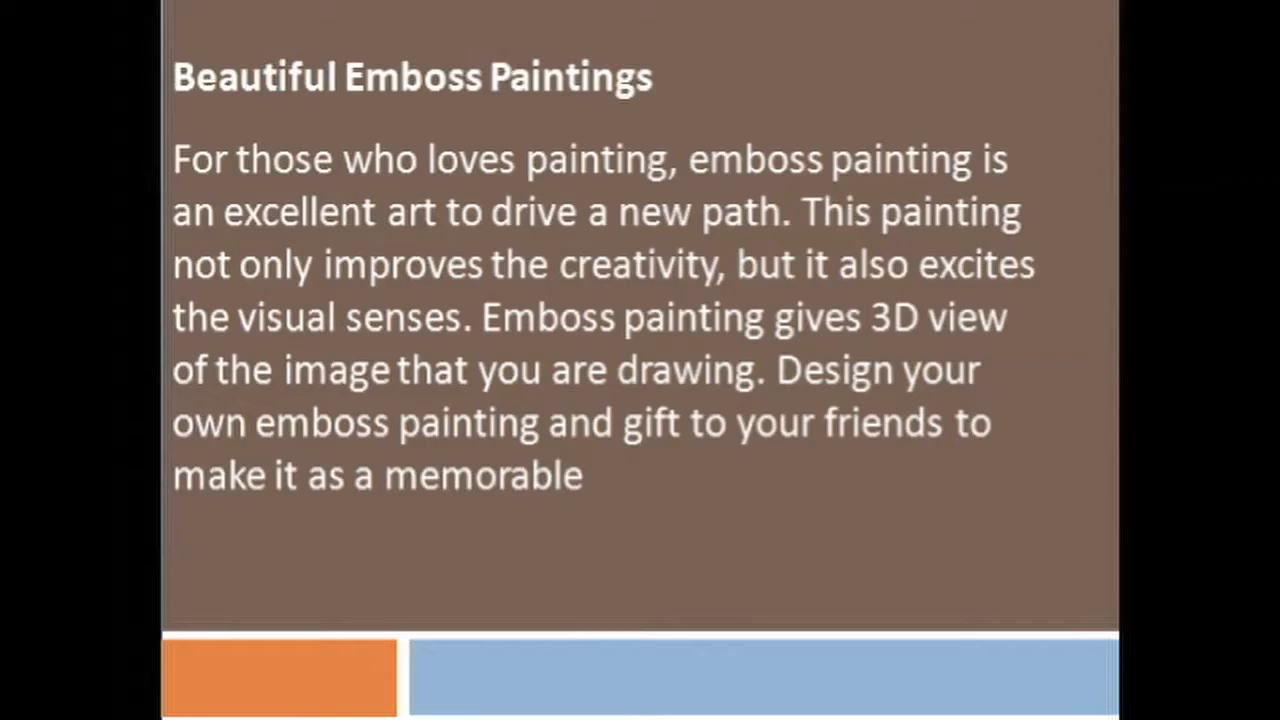 Beautiful Emboss Paintings
For those who loves painting, emboss painting is
an excellent art to drive a new path. This painting
not only improves the creativity, but it also excites
the visual senses. Emboss painting gives 3D view
of the image that you are drawing. Design your
own emboss painting and gift to your friends to
make it as a memorable